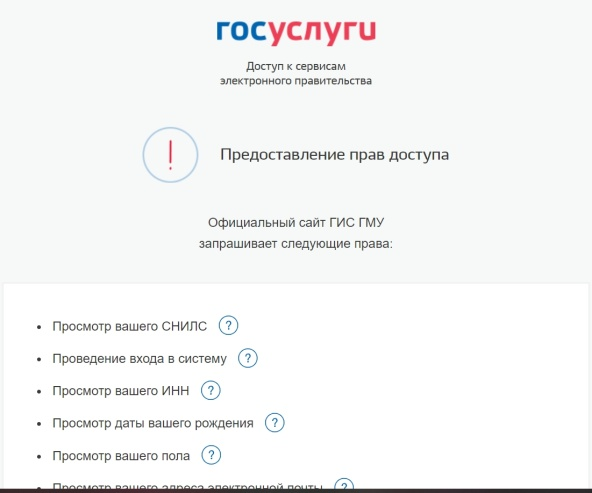 госуслуги
Доступ к сервисам
электронного правительства
! Предоставление прав доступа
Официальный сайт ГИС ГМУ
запрашивает следующие права:
• Просмотр вашего СНИЛС ?
• Проведение входа в систему ?
• Просмотр вашего ИНН ?
• Просмотр даты вашего рождения ?
• Просмотр вашего пола ?
• Просмотр вашего адреса электронной почты ?